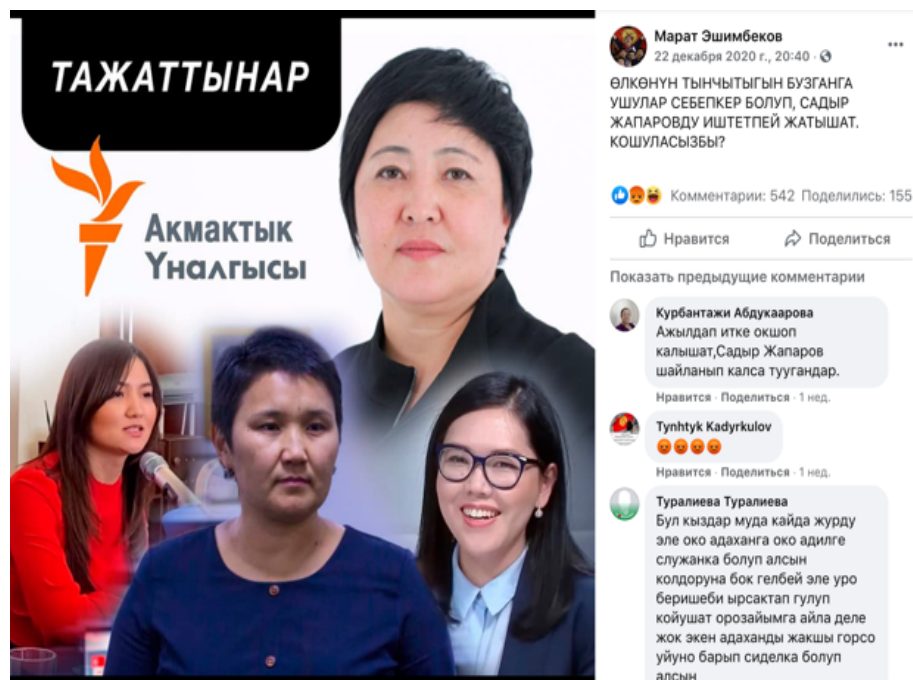 ТАЖАТТЫНАР
Акмактык
Үналгысы
Марат Эшимбеков
22 декабря 2020 г., 20:40
ӨЛКӨНҮН ТЫНЧЫТЫГЫН БУЗГАНГА
УШУЛАР СЕБЕПКЕР БОЛУП, САДЫР
ЖАПАРОВДУ ИШТЕТПЕЙ ЖАТЫШАТ.
КОШУЛАСЫЗБЫ?
Комментарии: 542 Поделились: 155
Нравится Поделиться
Показать предыдущие комментарии
Курбантажи Абдукаарова
Ажылдап итке окшоп
калышат,Садыр Жапаров
шайланып калса туугандар.
Нравится · Поделиться · 1 нед.
Tynhtyk Kadyrkulov
😡😡😡😡
Нравится · Поделиться · 1 нед.
Туралиева Туралиева
Бул кыздар муда кайда журду
эле око адаханга око адилге
служанка болуп алсын
колдоруна бок гелбей эле уро
беришеби ырсактап гулуп
койушат орозайымга айла деле
жок экен адаханды жакшы горсо
уйуно барып сиделка болуп
алсын